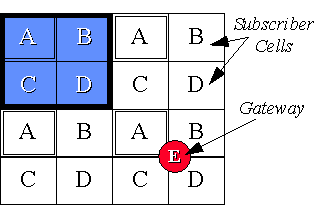 A B A B
Subscriber
Cells
C D C D
Gateway
A B A B
E
C D C D